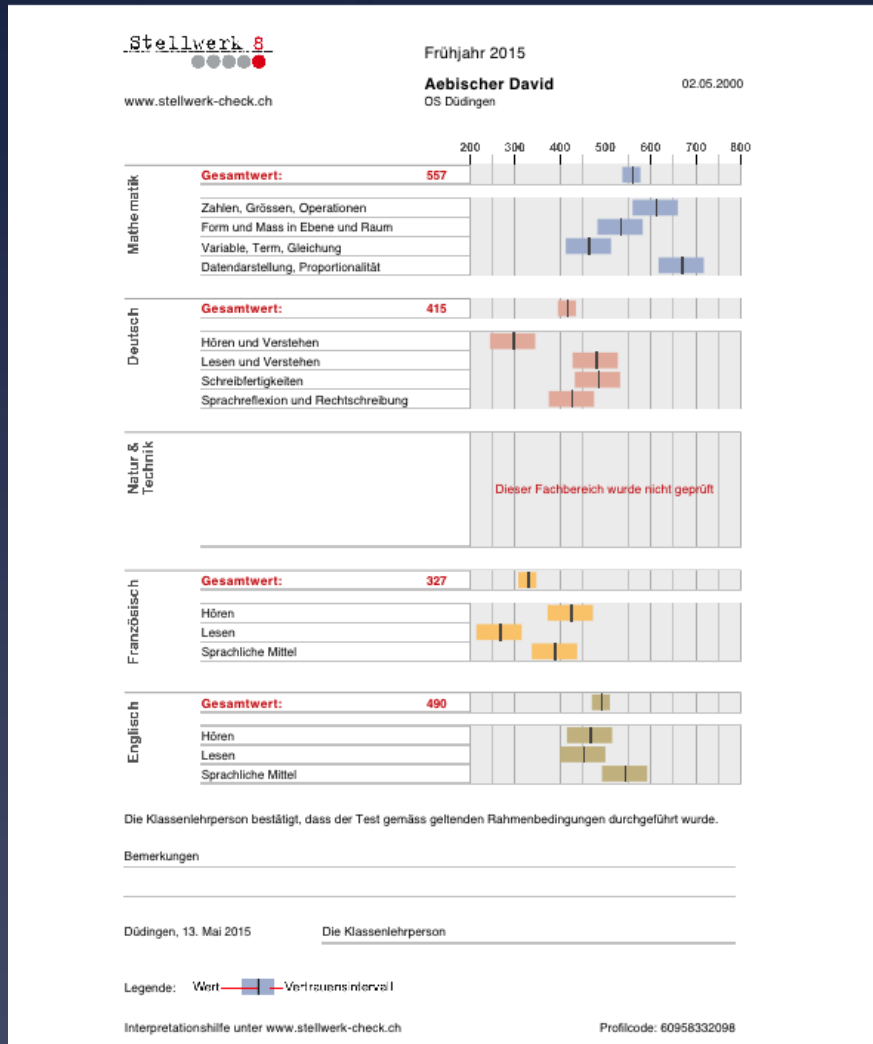 Stellwerk 8
Frühjahr 2015
Aebischer David
02.05.2000
www.stellwerk-check.ch
OS Düdingen
200 300 400 500 600 700 800
Mathematik
Gesamtwert: 557
Zahlen, Grössen, Operationen
Form und Mass in Ebene und Raum
Variable, Term, Gleichung
Datendarstellung, Proportionalität
Deutsch
Gesamtwert: 415
Hören und Verstehen
Lesen und Verstehen
Schreibfertigkeiten
Sprachreflexion und Rechtschreibung
Natur &
Technik
Dieser Fachbereich wurde nicht geprüft
Französisch
Gesamtwert: 327
Hören
Lesen
Sprachliche Mittel
Englisch
Gesamtwert: 490
Hören
Lesen
Sprachliche Mittel
Die Klassenlehrperson bestätigt, dass der Test gemäss geltenden Rahmenbedingungen durchgeführt wurde.
Bemerkungen
Düdingen, 13. Mai 2015 Die Klassenlehrperson
Legende: Wert Vertrauensintervall
Interpretationshilfe unter www.stellwerk-check.ch Profilcode: 60958332098